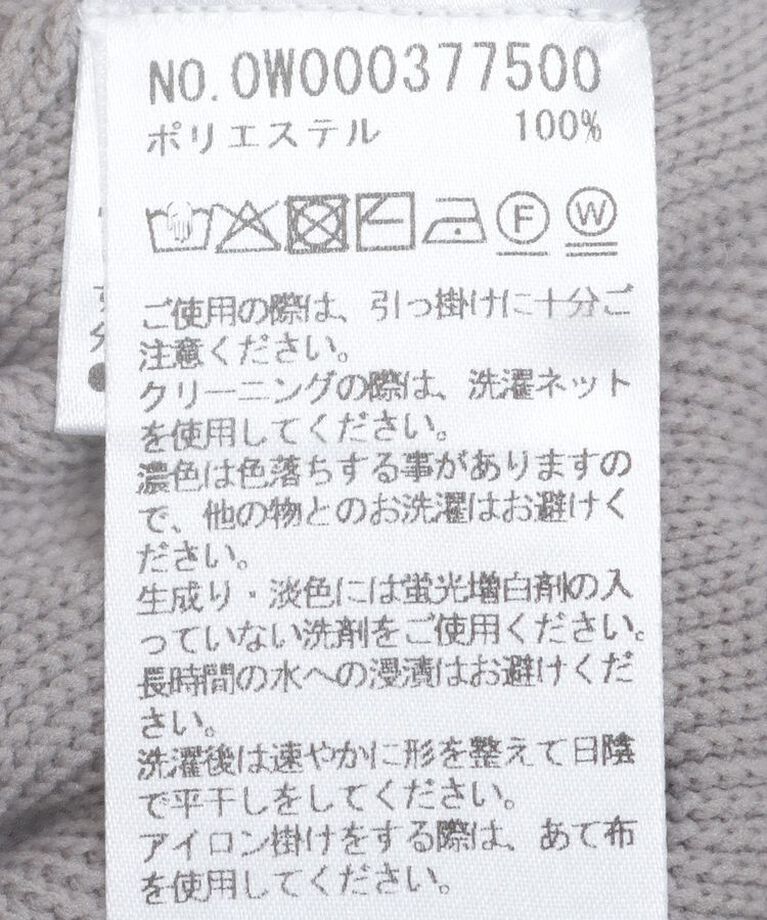 NO. 0W000377500
ポリエステル 100%
F W
ご使用の際は、引っ掛けに十分ご
注意ください。
クリーニングの際は、洗濯ネット
を使用してください。
濃色は色落ちする事がありますの
で、他の物とのお洗濯はお避けく
ださい。
生成り・淡色には蛍光増白剤の入
っていない洗剤をご使用ください。
長時間の水への浸漬はお避けくだ
さい。
洗濯後は速やかに形を整えて日陰
で平干しをしてください。
アイロン掛けをする際は、あて布
を使用してください。